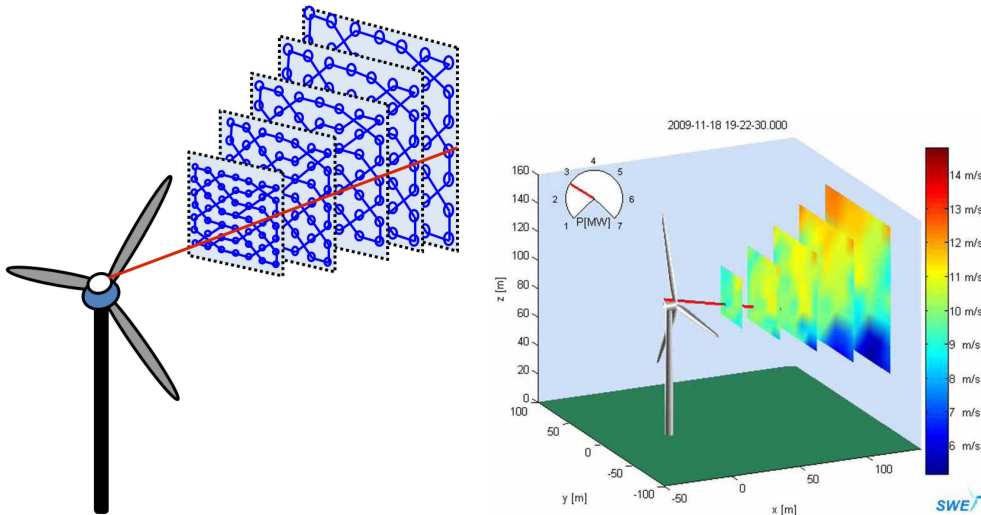 2009-11-18 19-22-30.000
160
140
120
100
80
60
40
20
0
z [m]
1
2
3
4
5
6
7
P[MW]
100
50
0
-50
-100
y [m]
-50
0
50
100
x [m]
14 m/s
13 m/s
12 m/s
11 m/s
10 m/s
9 m/s
8 m/s
7 m/s
6 m/s
SWE